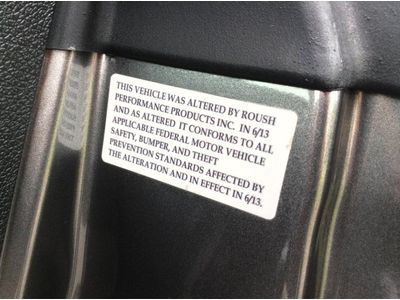 THIS VEHICLE WAS ALTERED BY ROUSH
PERFORMANCE PRODUCTS INC. IN 6/13
AND AS ALTERED IT CONFORMS TO ALL
APPLICABLE FEDERAL MOTOR VEHICLE
SAFETY, BUMPER, AND THEFT
PREVENTION STANDARDS AFFECTED BY
THE ALTERATION AND IN EFFECT IN 6/13.